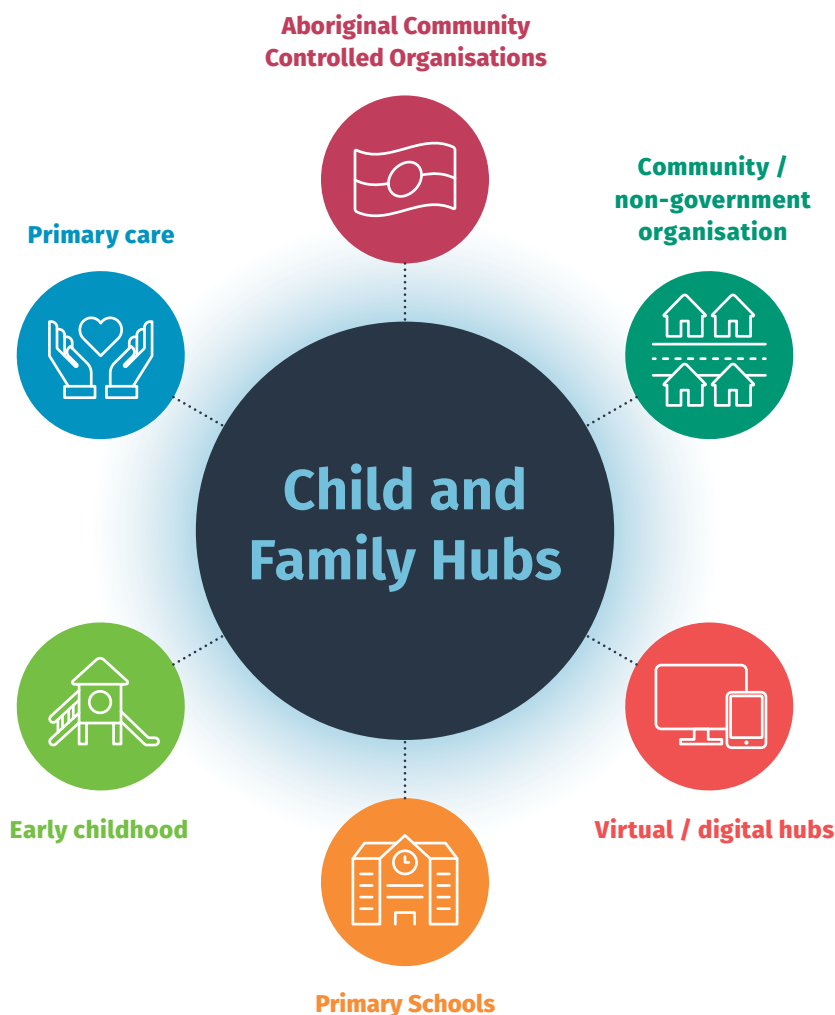 Aboriginal Community
Controlled Organisations
Community /
non-government
organisation
Primary care
Child and
Family Hubs
Early childhood
Virtual / digital hubs
Primary Schools